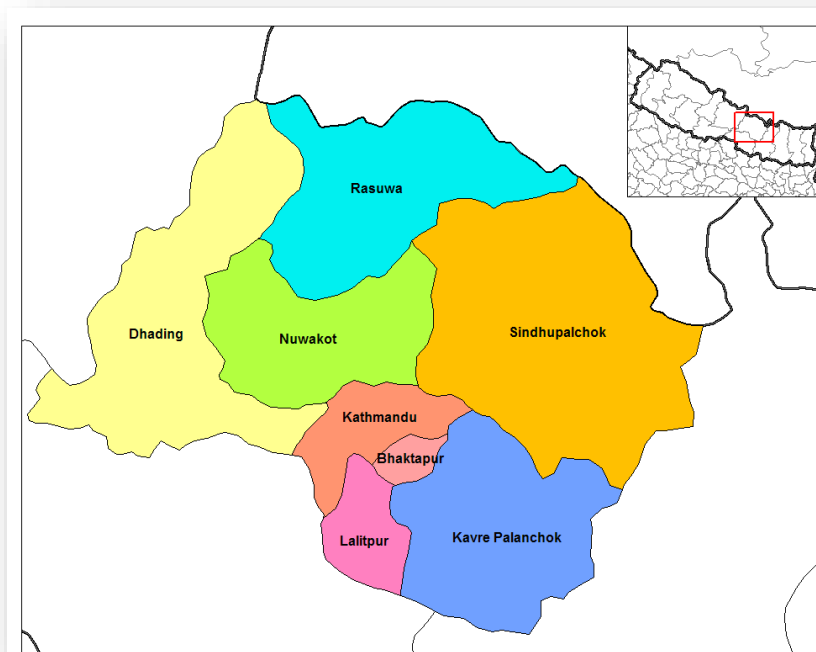 Rasuwa
Dhading
Nuwakot
Sindhupalchok
Kathmandu
Bhaktapur
Lalitpur
Kavre Palanchok